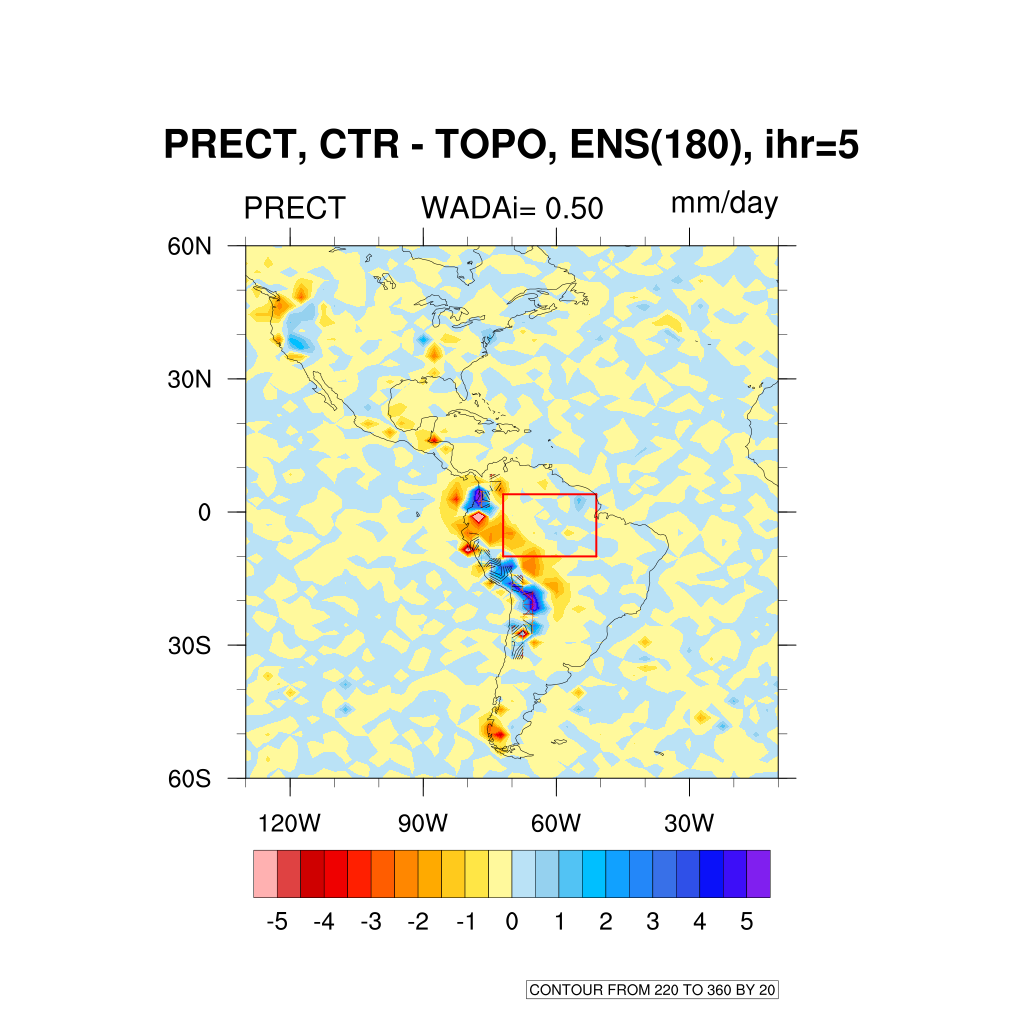 PRECT, CTR - TOPO, ENS(180), ihr=5
PRECT WADAi= 0.50 mm/day
60N
30N
0
30S
60S
120W 90W 60W 30W
-5 -4 -3 -2 -1 0 1 2 3 4 5
CONTOUR FROM 220 TO 360 BY 20